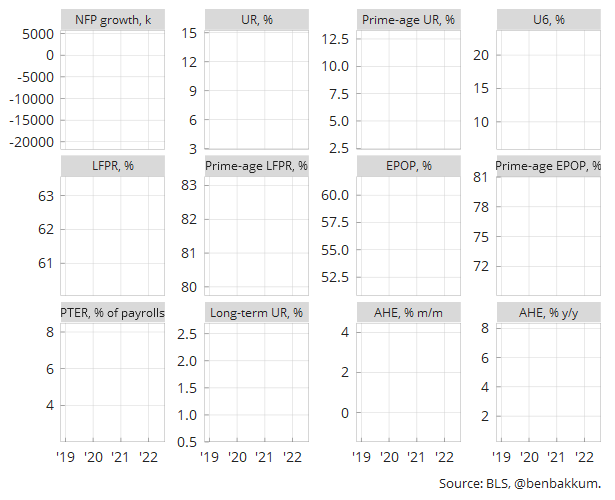 NFP growth, k
UR, %
Prime-age UR, %
U6, %
5000
0
-5000
-10000
-15000
-20000
15
12
9
6
3
12.5
10.0
7.5
5.0
2.5
20
15
10
LFPR, %
Prime-age LFPR, %
EPOP, %
Prime-age EPOP, %
63
62
61
83
82
81
80
60.0
57.5
55.0
52.5
81
78
75
72
PTER, % of payrolls
Long-term UR, %
AHE, % m/m
AHE, % y/y
8
6
4
2.5
2.0
1.5
1.0
0.5
4
2
0
8
6
4
2
'19 '20 '21 '22
'19 '20 '21 '22
'19 '20 '21 '22
'19 '20 '21 '22
Source: BLS, @benbakkum.